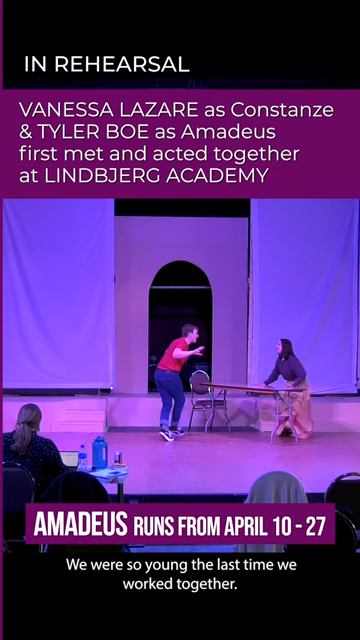 IN REHEARSAL
VANESSA LAZARE as Constanze
& TYLER BOE as Amadeus
first met and acted together
at LINDBJERG ACADEMY
AMADEUS RUNS FROM APRIL 10 - 27
We were so young the last time we
worked together.